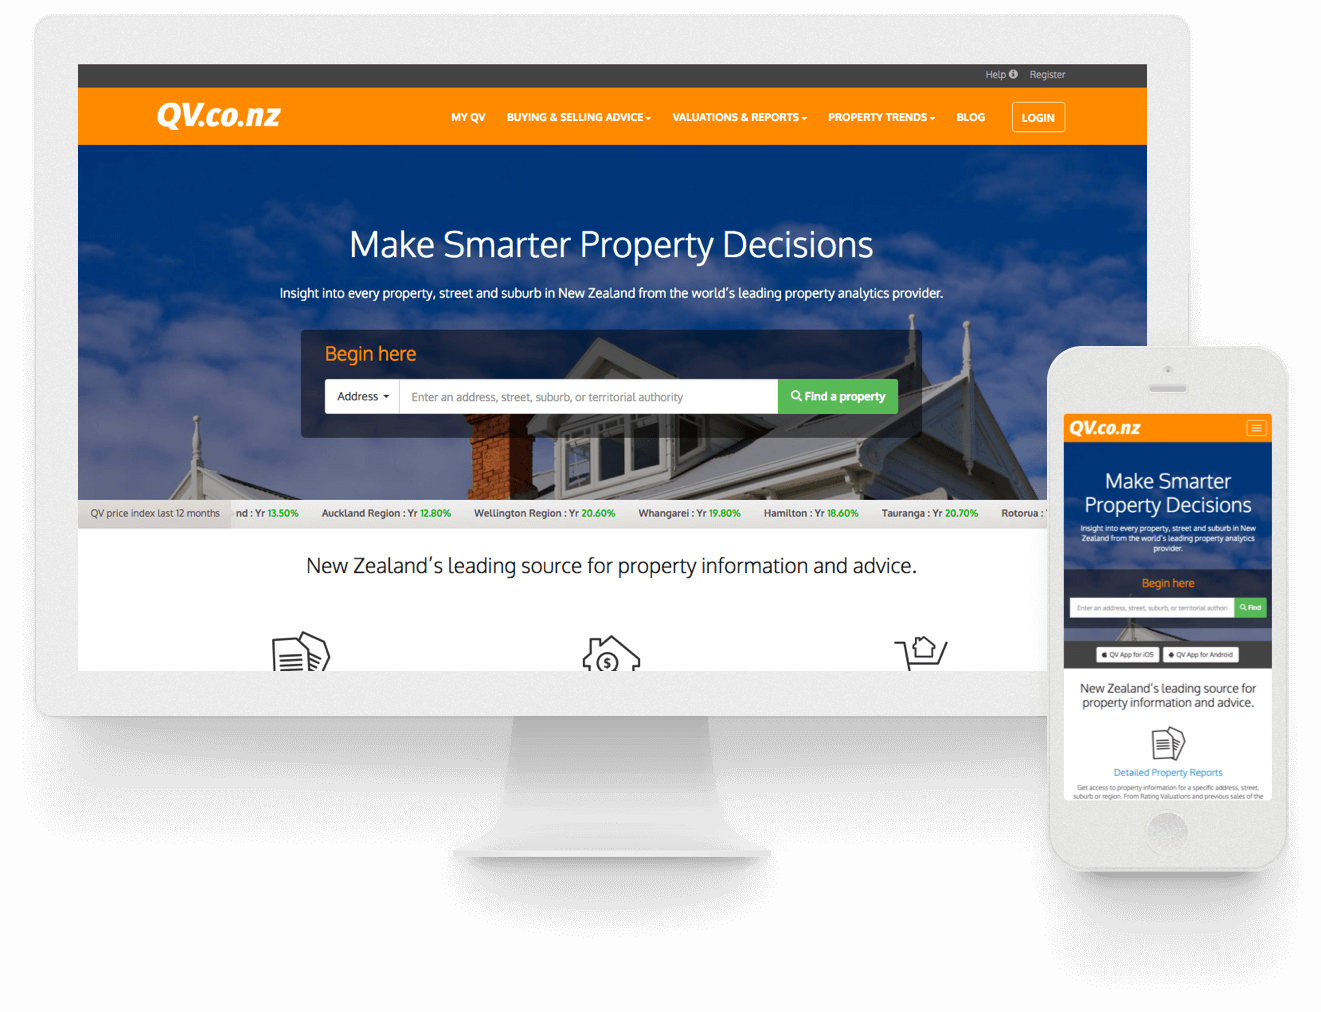 Help Register
QV.co.nz
MY QV BUYING & SELLING ADVICE VALUATIONS & REPORTS PROPERTY TRENDS BLOG LOGIN
Make Smarter Property Decisions
Insight into every property, street and suburb in New Zealand from the world's leading property analytics provider.
Begin here
Address Enter an address, street, suburb, or territorial authority Find a property
QV price index last 12 months nd : Yr 13.50% Auckland Region : Yr 12.80% Wellington Region : Yr 20.60% Whangarei : Yr 19.80% Hamilton : Yr 18.60% Tauranga : Yr 20.70% Rotorua :
New Zealand's leading source for property information and advice.
$
QV.co.nz
Make Smarter
Property Decisions
Insight into every property, street and suburb in New
Zealand from the world's leading property analytics
provider.
Begin here
Enter an address, street, suburb, or territorial authori Find
QV App for iOS QV App for Android
New Zealand's leading source for
property information and advice.
Detailed Property Reports
Get access to property information for a specific address, street,
suburb or region. From Rating Valuations and previous sales of the